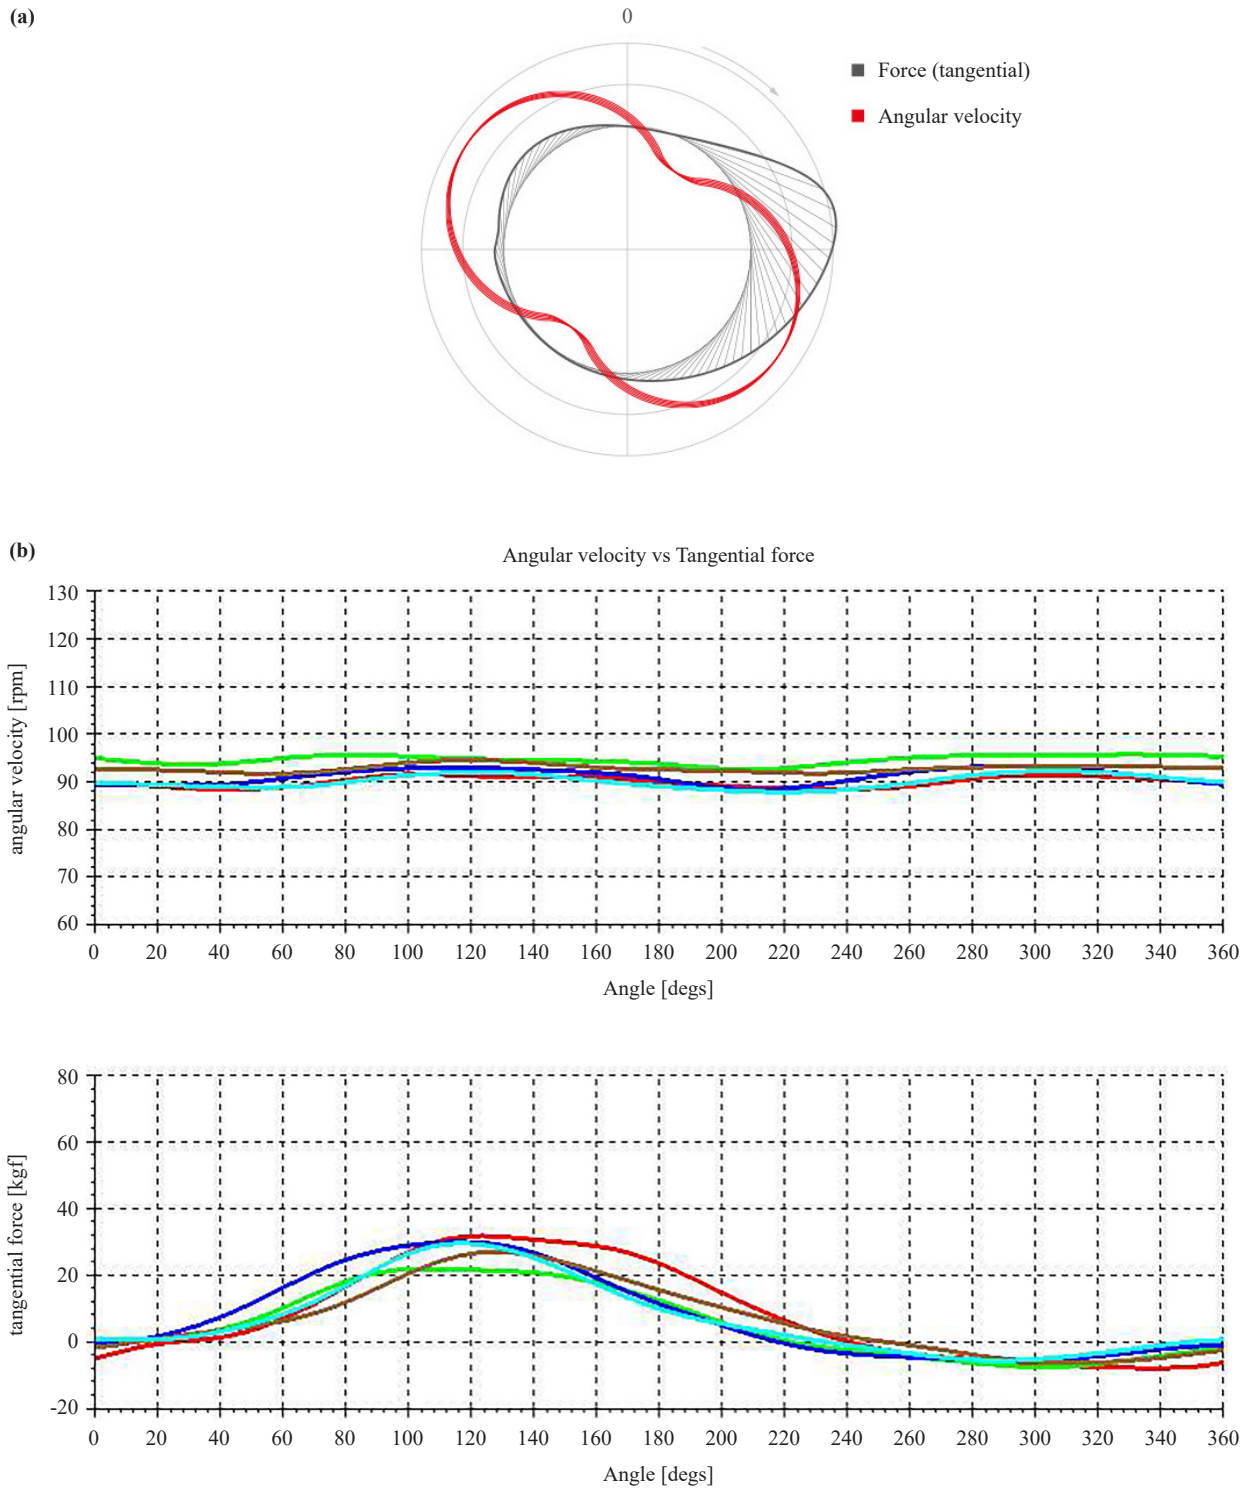 (a)
0
Force (tangential)
Angular velocity
(b)
Angular velocity vs Tangential force
130
120
110
100
90
80
70
60
angular velocity [rpm]
0 20 40 60 80 100 120 140 160 180 200 220 240 260 280 300 320 340 360
Angle [degs]
80
60
40
20
0
-20
tangential force [kgf]
0 20 40 60 80 100 120 140 160 180 200 220 240 260 280 300 320 340 360
Angle [degs]